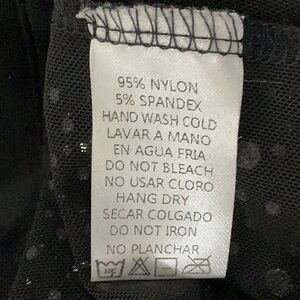 95% NYLON
5% SPANDEX
HAND WASH COLD
LAVAR A MANO
EN AGUA FRIA
DO NOT BLEACH
NO USAR CLORO
HANG DRY
SECAR COLGADO
DO NOT IRON
NO PLANCHAR